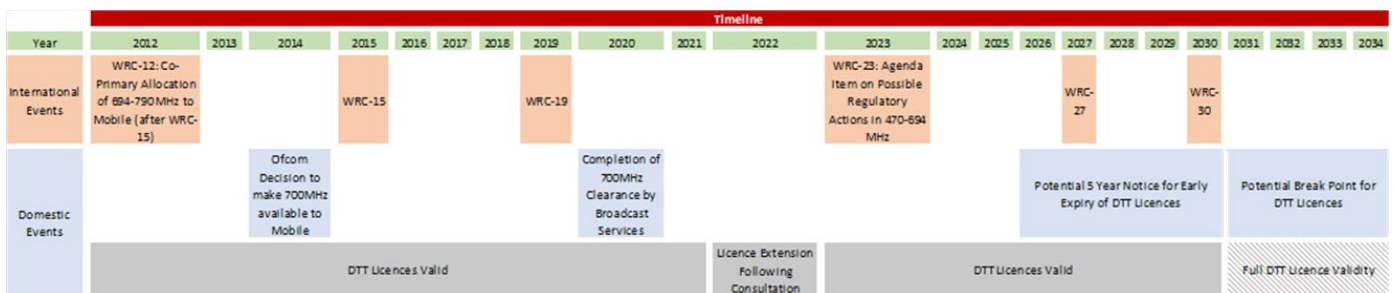 Timeline
Year 2012 2013 2014 2015 2016 2017 2018 2019 2020 2021 2022 2023 2024 2025 2026 2027 2028 2029 2030 2031 2032 2033 2034
International
Events
WRC-12: Co-
Primary Allocation
of 694-790MHz to
Mobile (after WRC-
15)
WRC-15
WRC-19
WRC-23: Agenda
Item on Possible
Regulatory
Actions in 470-694
MHz
WRC-
27
WRC-
30
Domestic
Events
Ofcom
Decision to
make 700MHz
available to
Mobile
Completion of
700MHz
Clearance by
Broadcast
Services
Potential 5 Year Notice for Early
Expiry of DTT Licences
Potential Break Point for
DTT Licences
DTT Licences Valid
Licence Extension
Following
Consultation
DTT Licences Valid
Full DTT Licence Validity